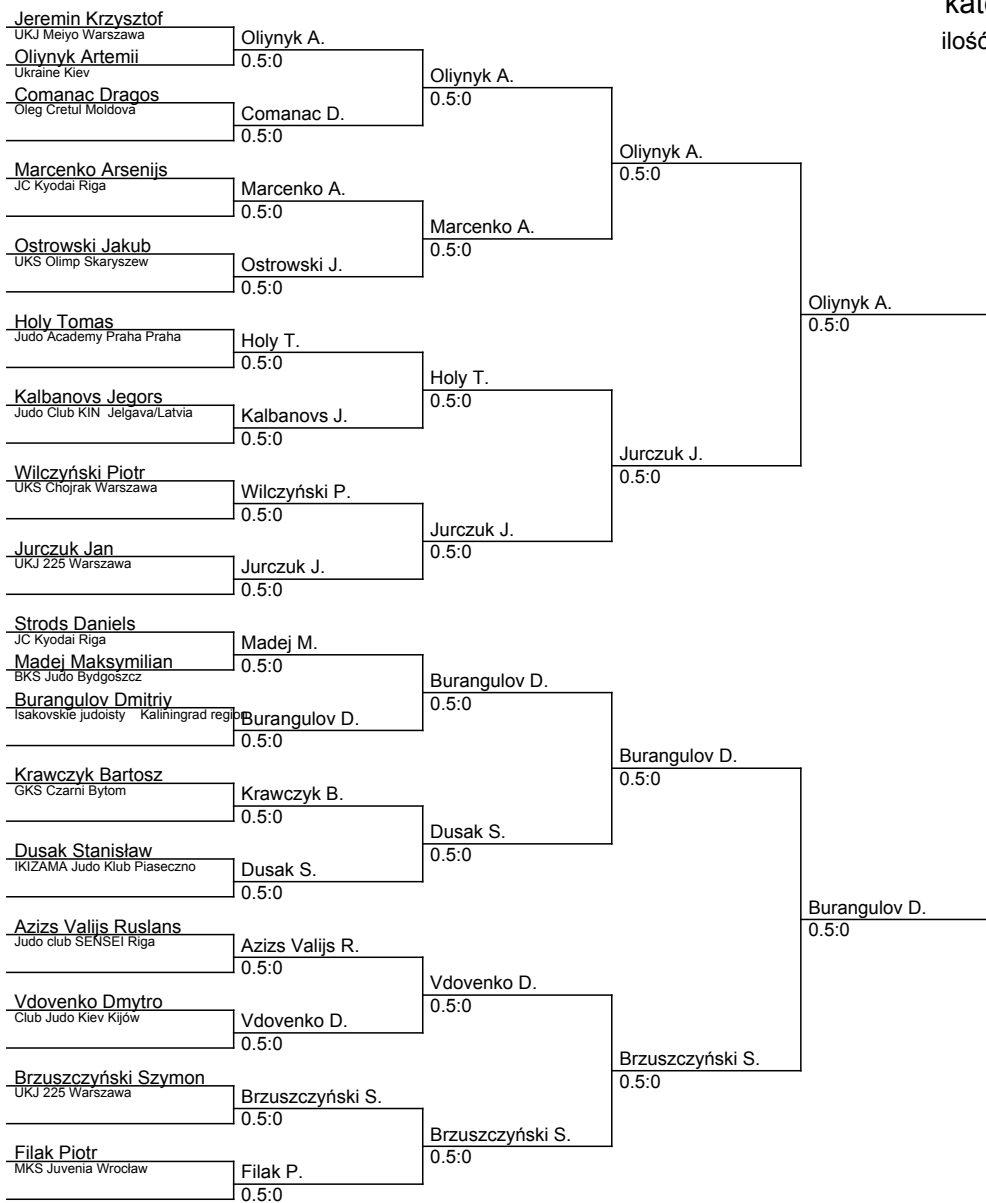 kat
ilość
Jeremin Krzysztof
UKJ Meiyo Warszawa
Oliynyk A.
0.5:0
Oliynyk Artemii
Ukraine Kiev
Oliynyk A.
0.5:0
Comanac Dragos
Oleg Cretul Moldova
Comanac D.
0.5:0
Oliynyk A.
0.5:0
Marcenko Arsenijs
JC Kyodai Riga
Marcenko A.
0.5:0
Marcenko A.
0.5:0
Ostrowski Jakub
UKS Olimp Skaryszew
Ostrowski J.
0.5:0
Oliynyk A.
0.5:0
Holy Tomas
Judo Academy Praha Praha
Holy T.
0.5:0
Holy T.
0.5:0
Kalbanovs Jegors
Judo Club KIN Jelgava/Latvia
Kalbanovs J.
0.5:0
Jurczuk J.
0.5:0
Wilczyński Piotr
UKS Chojrak Warszawa
Wilczyński P.
0.5:0
Jurczuk J.
0.5:0
Jurczuk Jan
UKJ 225 Warszawa
Jurczuk J.
0.5:0
Strods Daniels
JC Kyodai Riga
Madej M.
0.5:0
Madej Maksymilian
BKS Judo Bydgoszcz
Burangulov D.
0.5:0
Burangulov Dmitriy
Isakovskie judoisty Kaliningrad region
Burangulov D.
0.5:0
Burangulov D.
0.5:0
Krawczyk Bartosz
GKS Czarni Bytom
Krawczyk B.
0.5:0
Dusak S.
0.5:0
Dusak Stanisław
IKIZAMA Judo Klub Piaseczno
Dusak S.
0.5:0
Burangulov D.
0.5:0
Azizs Valijs Ruslans
Judo club SENSEI Riga
Azizs Valijs R.
0.5:0
Vdovenko D.
0.5:0
Vdovenko Dmytro
Club Judo Kiev Kijów
Vdovenko D.
0.5:0
Brzuszczyński S.
0.5:0
Brzuszczyński Szymon
UKJ 225 Warszawa
Brzuszczyński S.
0.5:0
Brzuszczyński S.
0.5:0
Filak Piotr
MKS Juvenia Wrocław
Filak P.
0.5:0